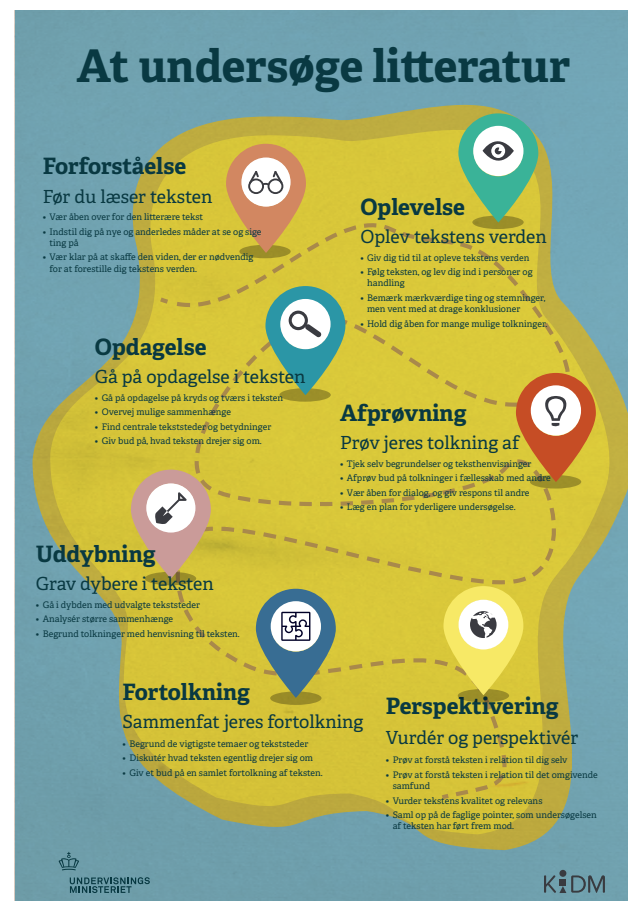 At undersøge litteratur
Forforståelse
Før du læser teksten
• Vær åben over for den litterære tekst
• Indstil dig på nye og anderledes måder at se og sige
ting på
• Vær klar på at skaffe den viden, der er nødvendig
for at forestille dig tekstens verden.
Oplevelse
Oplev tekstens verden
• Giv dig tid til at opleve tekstens verden
• Følg teksten, og lev dig ind i personer og
handling
• Bemærk mærkværdige ting og stemninger,
men vent med at drage konklusioner
• Hold dig åben for mange mulige tolkninger.
Opdagelse
Gå på opdagelse i teksten
• Gå på opdagelse på kryds og tværs i teksten
• Overvej mulige sammenhænge
• Find centrale tekststeder og betydninger
• Giv bud på, hvad teksten drejer sig om.
Afprøvning
Prøv jeres tolkning af
• Tjek selv begrundelser og teksthenvisninger
• Afprøv bud på tolkninger i fællesskab med andre
• Vær åben for dialog, og giv respons til andre
• Læg en plan for yderligere undersøgelse.
Uddybning
Grav dybere i teksten
• Gå i dybden med udvalgte tekststeder
• Analysér større sammenhænge
• Begrund tolkninger med henvisning til teksten.
Fortolkning
Sammenfat jeres fortolkning
• Begrund de vigtigste temaer og tekststeder
• Diskutér hvad teksten egentlig drejer sig om
• Giv et bud på en samlet fortolkning af teksten.
Perspektivering
Vurdér og perspektivér
• Prøv at forstå teksten i relation til dig selv
• Prøv at forstå teksten i relation til det omgivende
samfund
• Vurder tekstens kvalitet og relevans
• Saml op på de faglige pointer, som undersøgelsen
af teksten har ført frem mod.
UNDERVISNINGS
MINISTERIET
KiDM